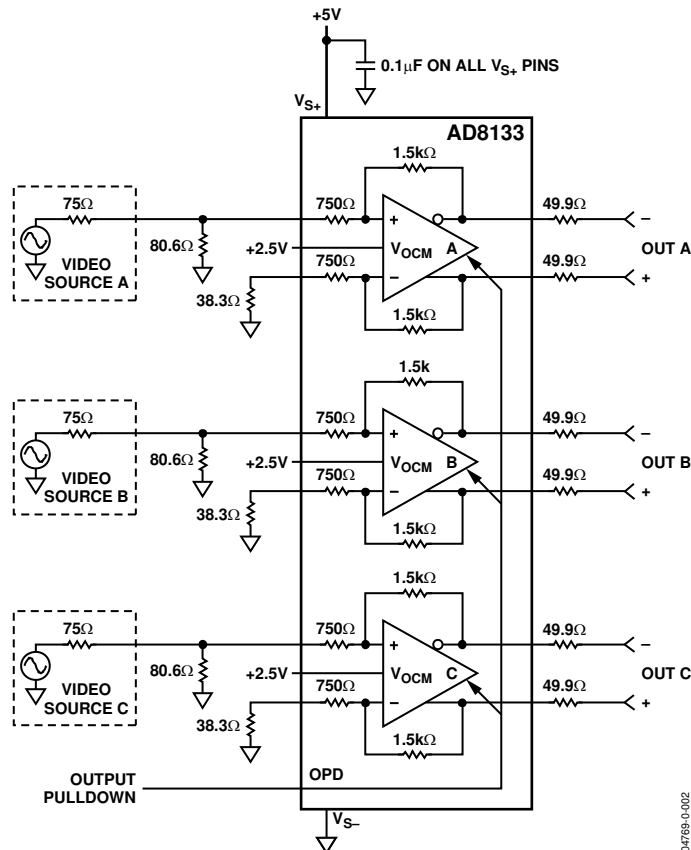 +5V
0.1μF ON ALL VS+ PINS
VS+
AD8133
1.5kΩ
75Ω
750Ω
49.9Ω
+
−
VIDEO
SOURCE A
80.6Ω
+2.5V
VOCM
A
OUT A
38.3Ω
750Ω
−
49.9Ω
+
1.5kΩ
1.5k
75Ω
750Ω
49.9Ω
+
−
VIDEO
SOURCE B
80.6Ω
+2.5V
VOCM
B
OUT B
38.3Ω
750Ω
−
49.9Ω
+
1.5kΩ
1.5kΩ
75Ω
750Ω
49.9Ω
+
−
VIDEO
SOURCE C
80.6Ω
+2.5V
VOCM
C
OUT C
38.3Ω
750Ω
−
49.9Ω
+
1.5kΩ
OUTPUT
PULLDOWN
OPD
VS−
04769-0-002